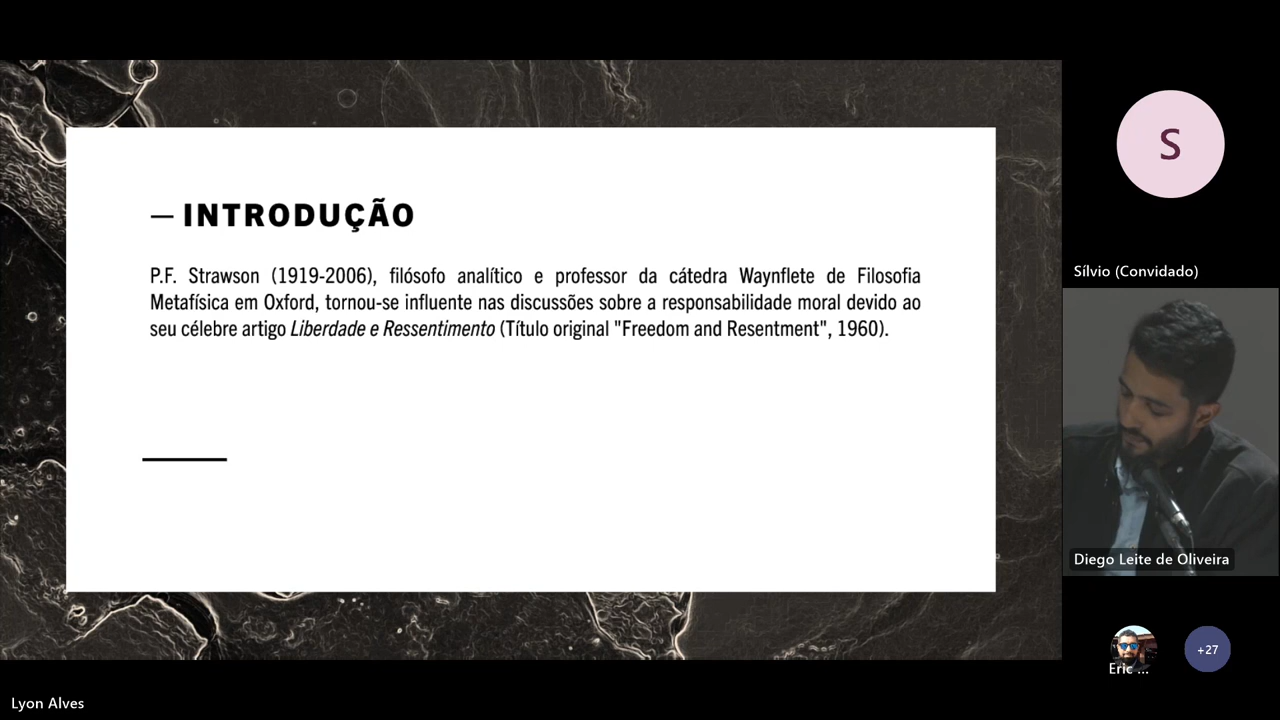 — INTRODUÇÃO
P.F. Strawson (1919-2006), filósofo analítico e professor da cátedra Waynflete de Filosofia
Metafísica em Oxford, tornou-se influente nas discussões sobre a responsabilidade moral devido ao
seu célebre artigo Liberdade e Ressentimento (Título original "Freedom and Resentment", 1960).
S
Sílvio (Convidado)
Diego Leite de Oliveira
Eric ...
+27
Lyon Alves